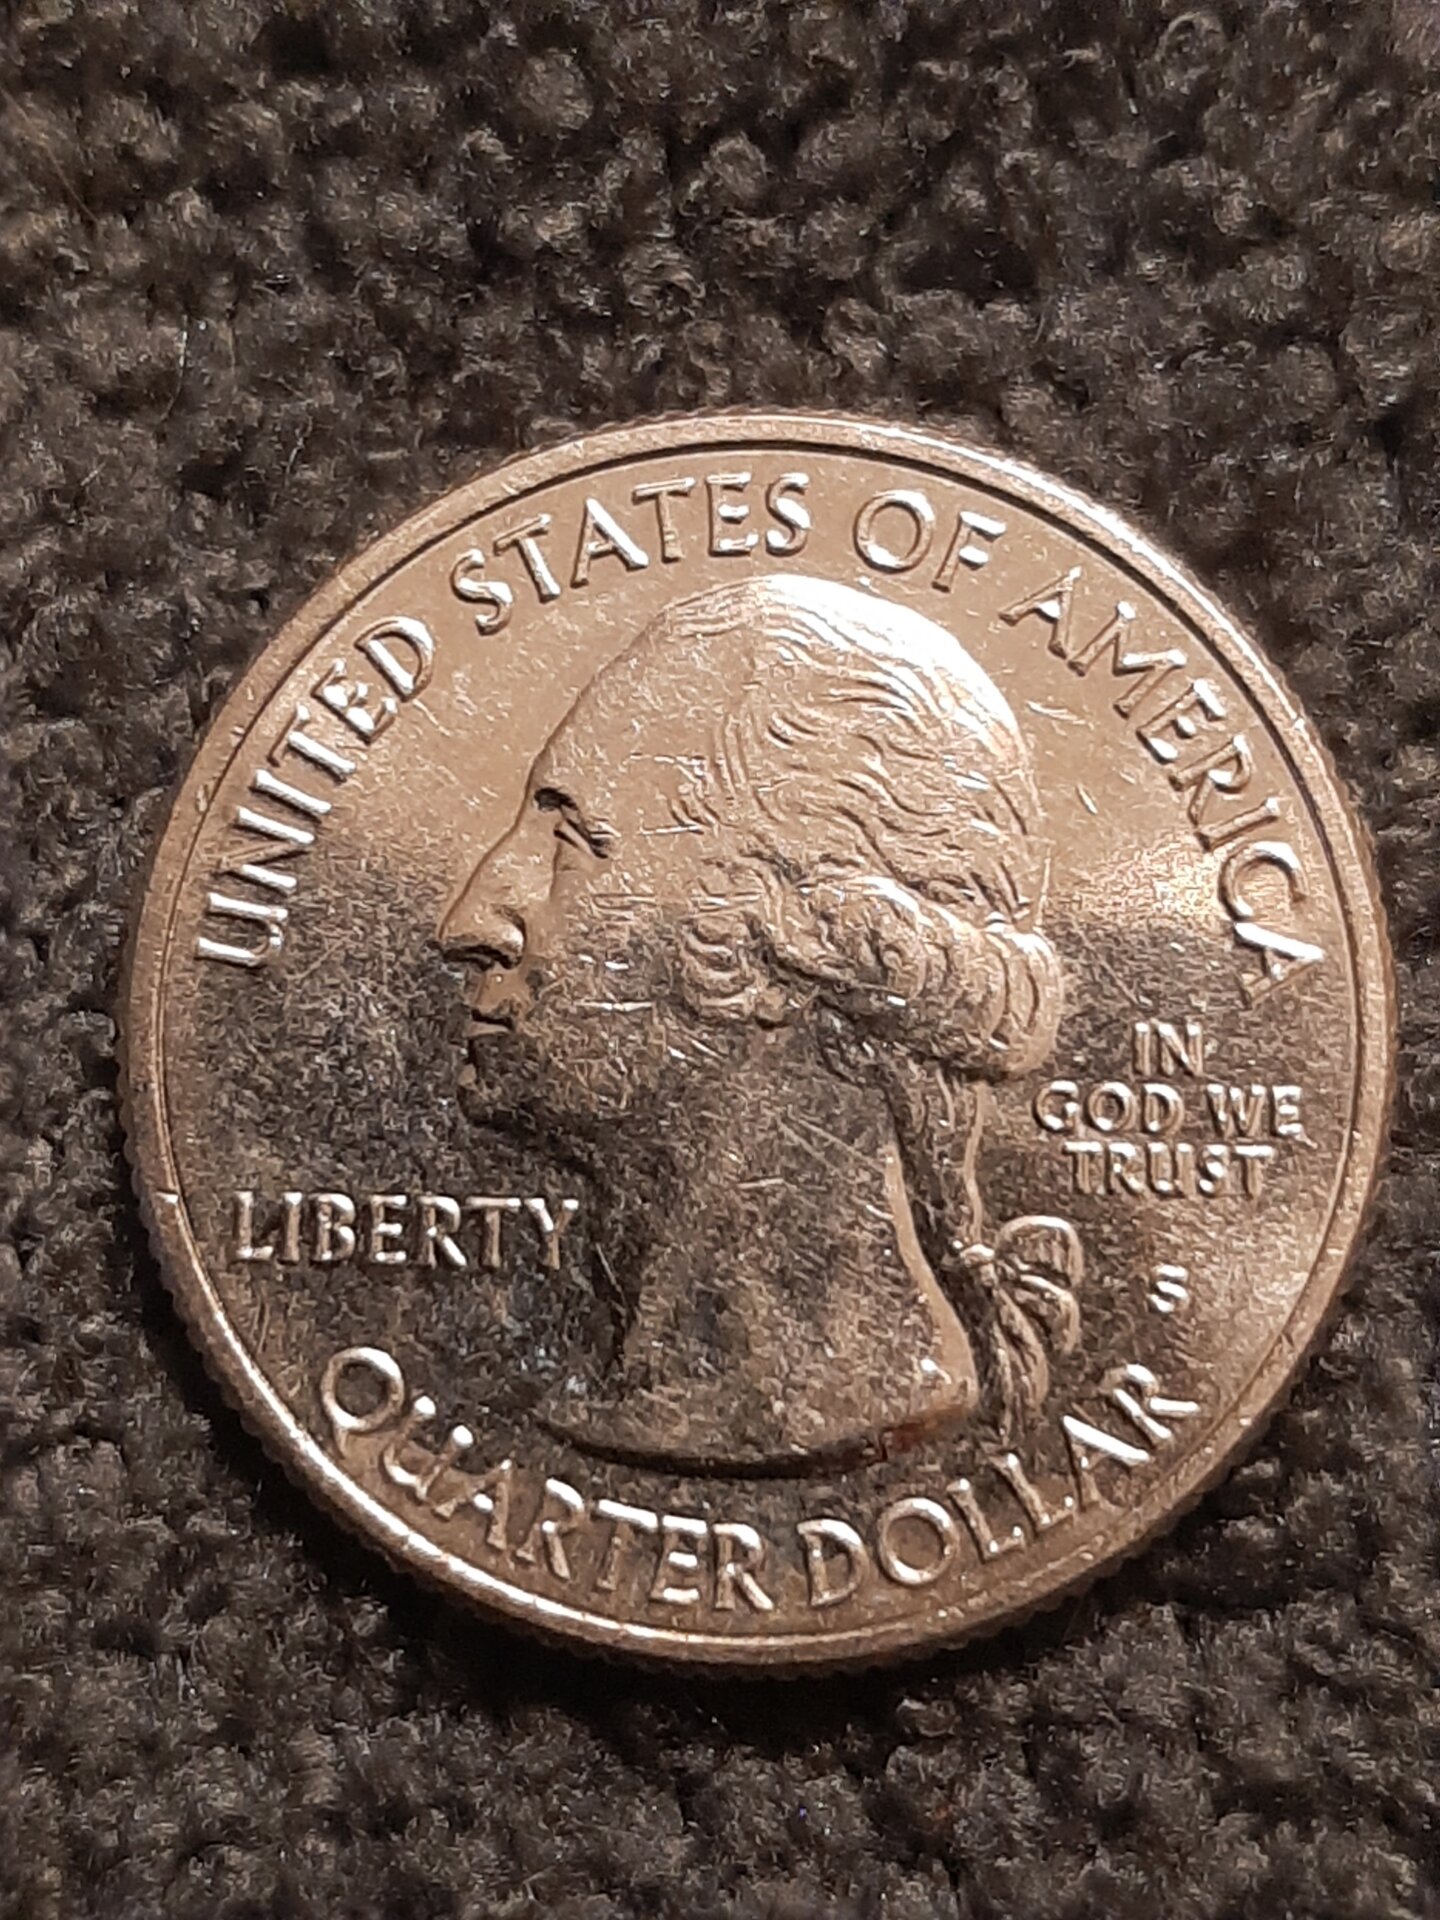 UNITED STATES OF AMERICA
IN
GOD WE
TRUST
LIBERTY
S
QUARTER DOLLAR